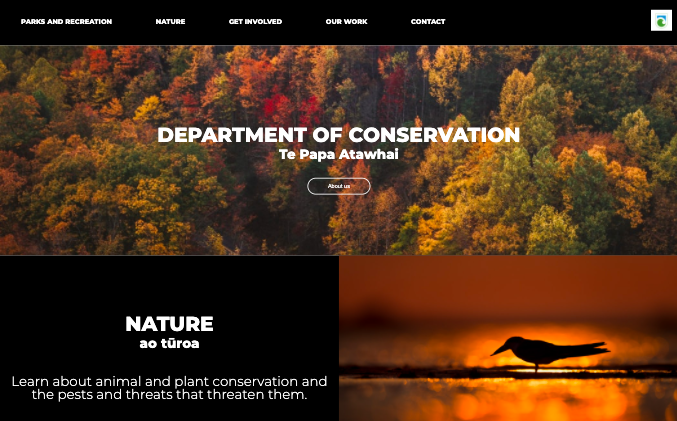 PARKS AND RECREATION NATURE GET INVOLVED OUR WORK CONTACT
DEPARTMENT OF CONSERVATION
Te Papa Atawhai
About us
NATURE
ao tūroa
Learn about animal and plant conservation and
the pests and threats that threaten them.